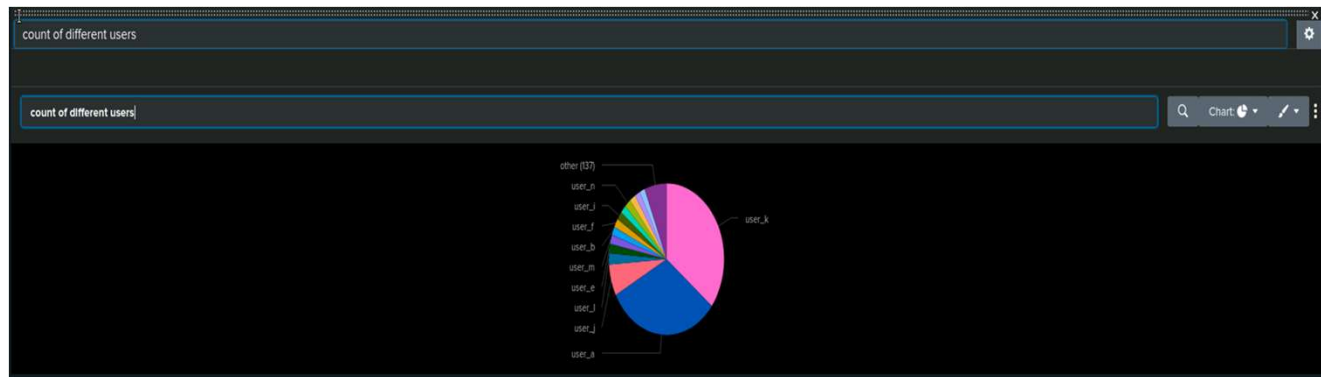 X
count of different users
count of different users
Chart:
other (137)
user_n
user_i
user_k
user_f
user_b
user_m
user_e
user_l
user_j
user_a